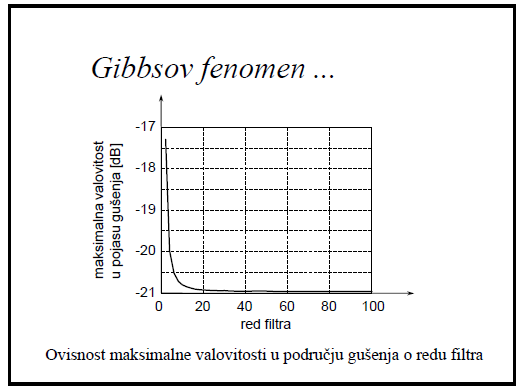 Gibbsov fenomen ...
maksimalna valovitost
u pojasu gušenja [dB]
-17
-18
-19
-20
-21
0 20 40 60 80 100
red filtra
Ovisnost maksimalne valovitosti u području gušenja o redu filtra